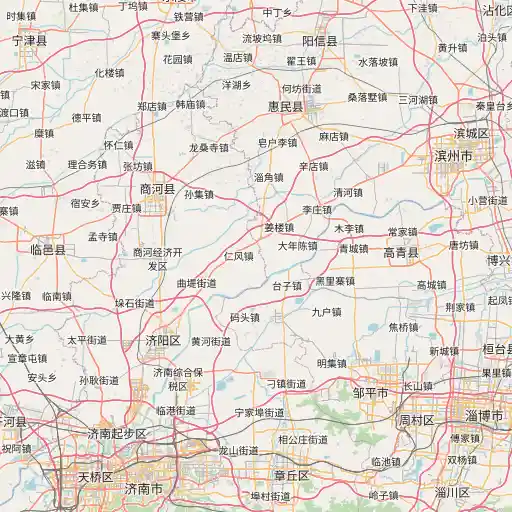 时集镇
杜集镇
丁坞镇
铁营镇
中丁乡
下洼镇
沾化区
宁津县
寨头堡乡
流坡坞镇
阳信县
泊头镇
黄升镇
花园镇
温店镇
翟王镇
水落坡镇
化楼镇
宋家镇
洋湖乡
何坊街道
桑落墅镇
三河湖镇
渡口镇
郑店镇
韩庙镇
惠民县
秦皇台乡
德平镇
糜镇
怀仁镇
龙桑寺镇
皂户李镇
麻店镇
滨城区
滨州市
滋镇
理合务镇
张坊镇
辛店镇
商河县
淄角镇
清河镇
孙集镇
宿安乡
贾庄镇
李庄镇
小营街道
寨镇
孟寺镇
姜楼镇
木李镇
常家镇
临邑县
商河经济开
发区
仁风镇
大年陈镇
青城镇
高青县
唐坊镇
博兴
曲堤街道
台子镇
黑里寨镇
高城镇
兴隆镇
临南镇
垛石街道
荆家镇
起凤镇
码头镇
九户镇
焦桥镇
大黄乡
太平街道
济阳区
黄河街道
宣章屯镇
新城镇
桓台县
明集镇
安头乡
孙耿街道
济南综合保
税区
邹平市
长山镇
果里镇
刁镇街道
临港街道
宁家埠街道
周村区
淄博市
济南起步区
相公庄街道
傅家镇
祝阿镇
龙山街道
双杨镇
天桥区
章丘区
临池镇
济南市
埠村街道
岭子镇
淄川区